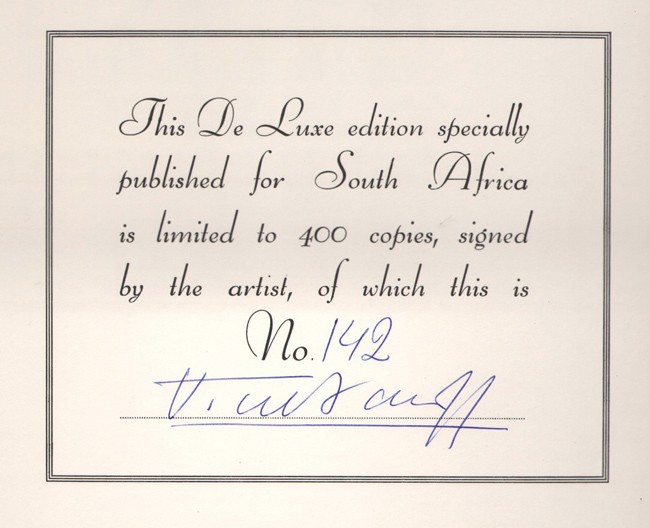 This De Luxe edition specially
published for South Africa
is limited to 400 copies, signed
by the artist, of which this is
No. 142